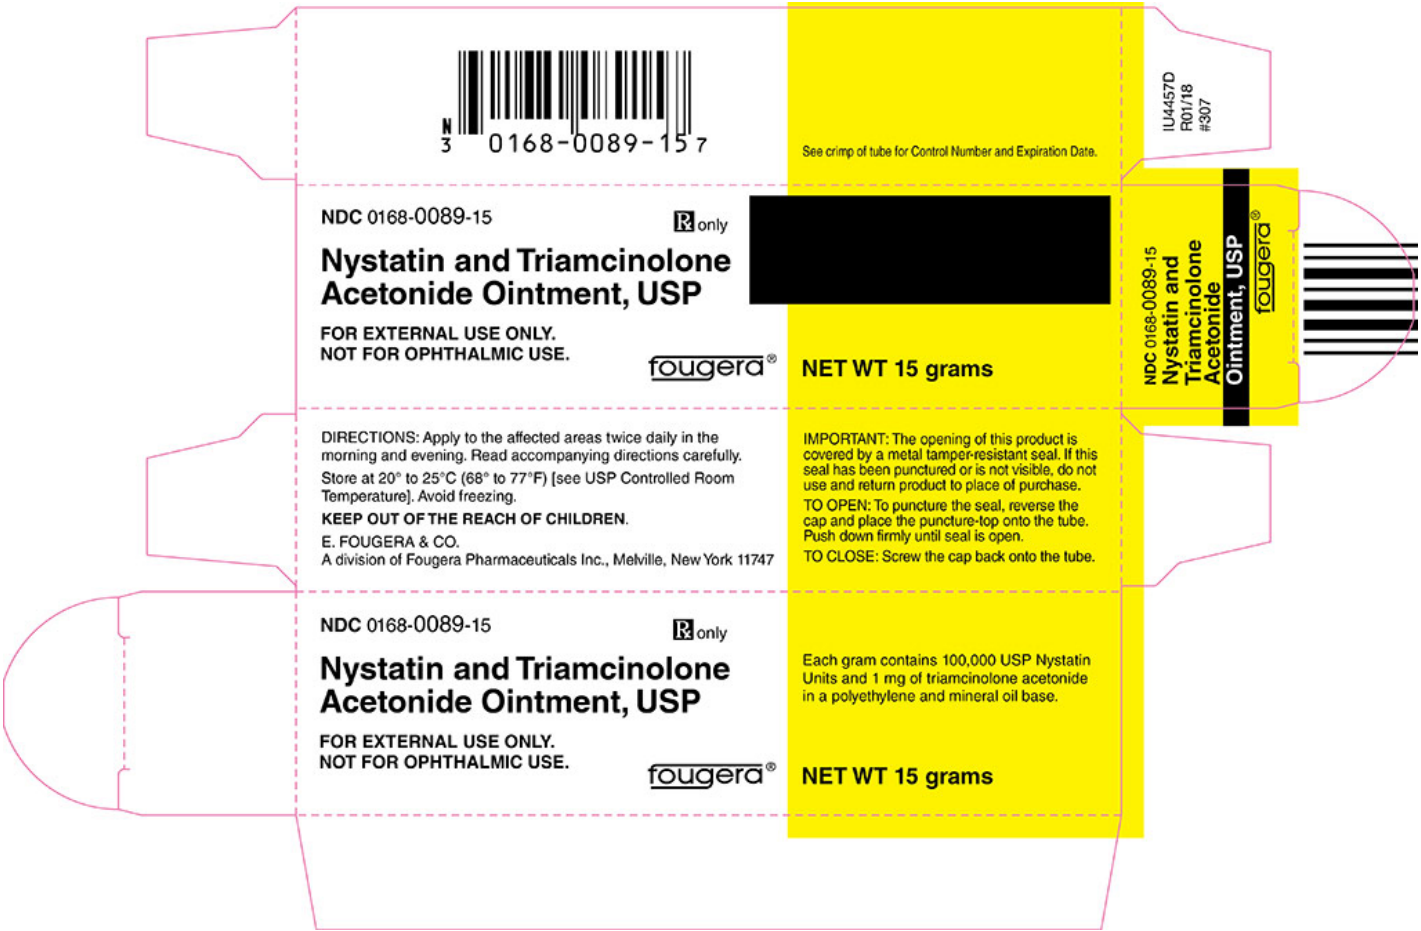 N
3 0168-0089-15 7
See crimp of tube for Control Number and Expiration Date.
IU4457D
R01/18
#307
NDC 0168-0089-15
Rx only
Nystatin and Triamcinolone
Acetonide Ointment, USP
FOR EXTERNAL USE ONLY.
NOT FOR OPHTHALMIC USE.
fougera®
NET WT 15 grams
NDC 0168-0089-15
Nystatin and
Triamcinolone
Acetonide
Ointment, USP
fougera®
DIRECTIONS: Apply to the affected areas twice daily in the
morning and evening. Read accompanying directions carefully.
Store at 20° to 25°C (68° to 77°F) [see USP Controlled Room
Temperature]. Avoid freezing.
KEEP OUT OF THE REACH OF CHILDREN.
E. FOUGERA & CO.
A division of Fougera Pharmaceuticals Inc., Melville, New York 11747
IMPORTANT: The opening of this product is
covered by a metal tamper-resistant seal. If this
seal has been punctured or is not visible, do not
use and return product to place of purchase.
TO OPEN: To puncture the seal, reverse the
cap and place the puncture-top onto the tube.
Push down firmly until seal is open.
TO CLOSE: Screw the cap back onto the tube.
NDC 0168-0089-15
Rx only
Nystatin and Triamcinolone
Acetonide Ointment, USP
FOR EXTERNAL USE ONLY.
NOT FOR OPHTHALMIC USE.
fougera®
Each gram contains 100,000 USP Nystatin
Units and 1 mg of triamcinolone acetonide
in a polyethylene and mineral oil base.
NET WT 15 grams